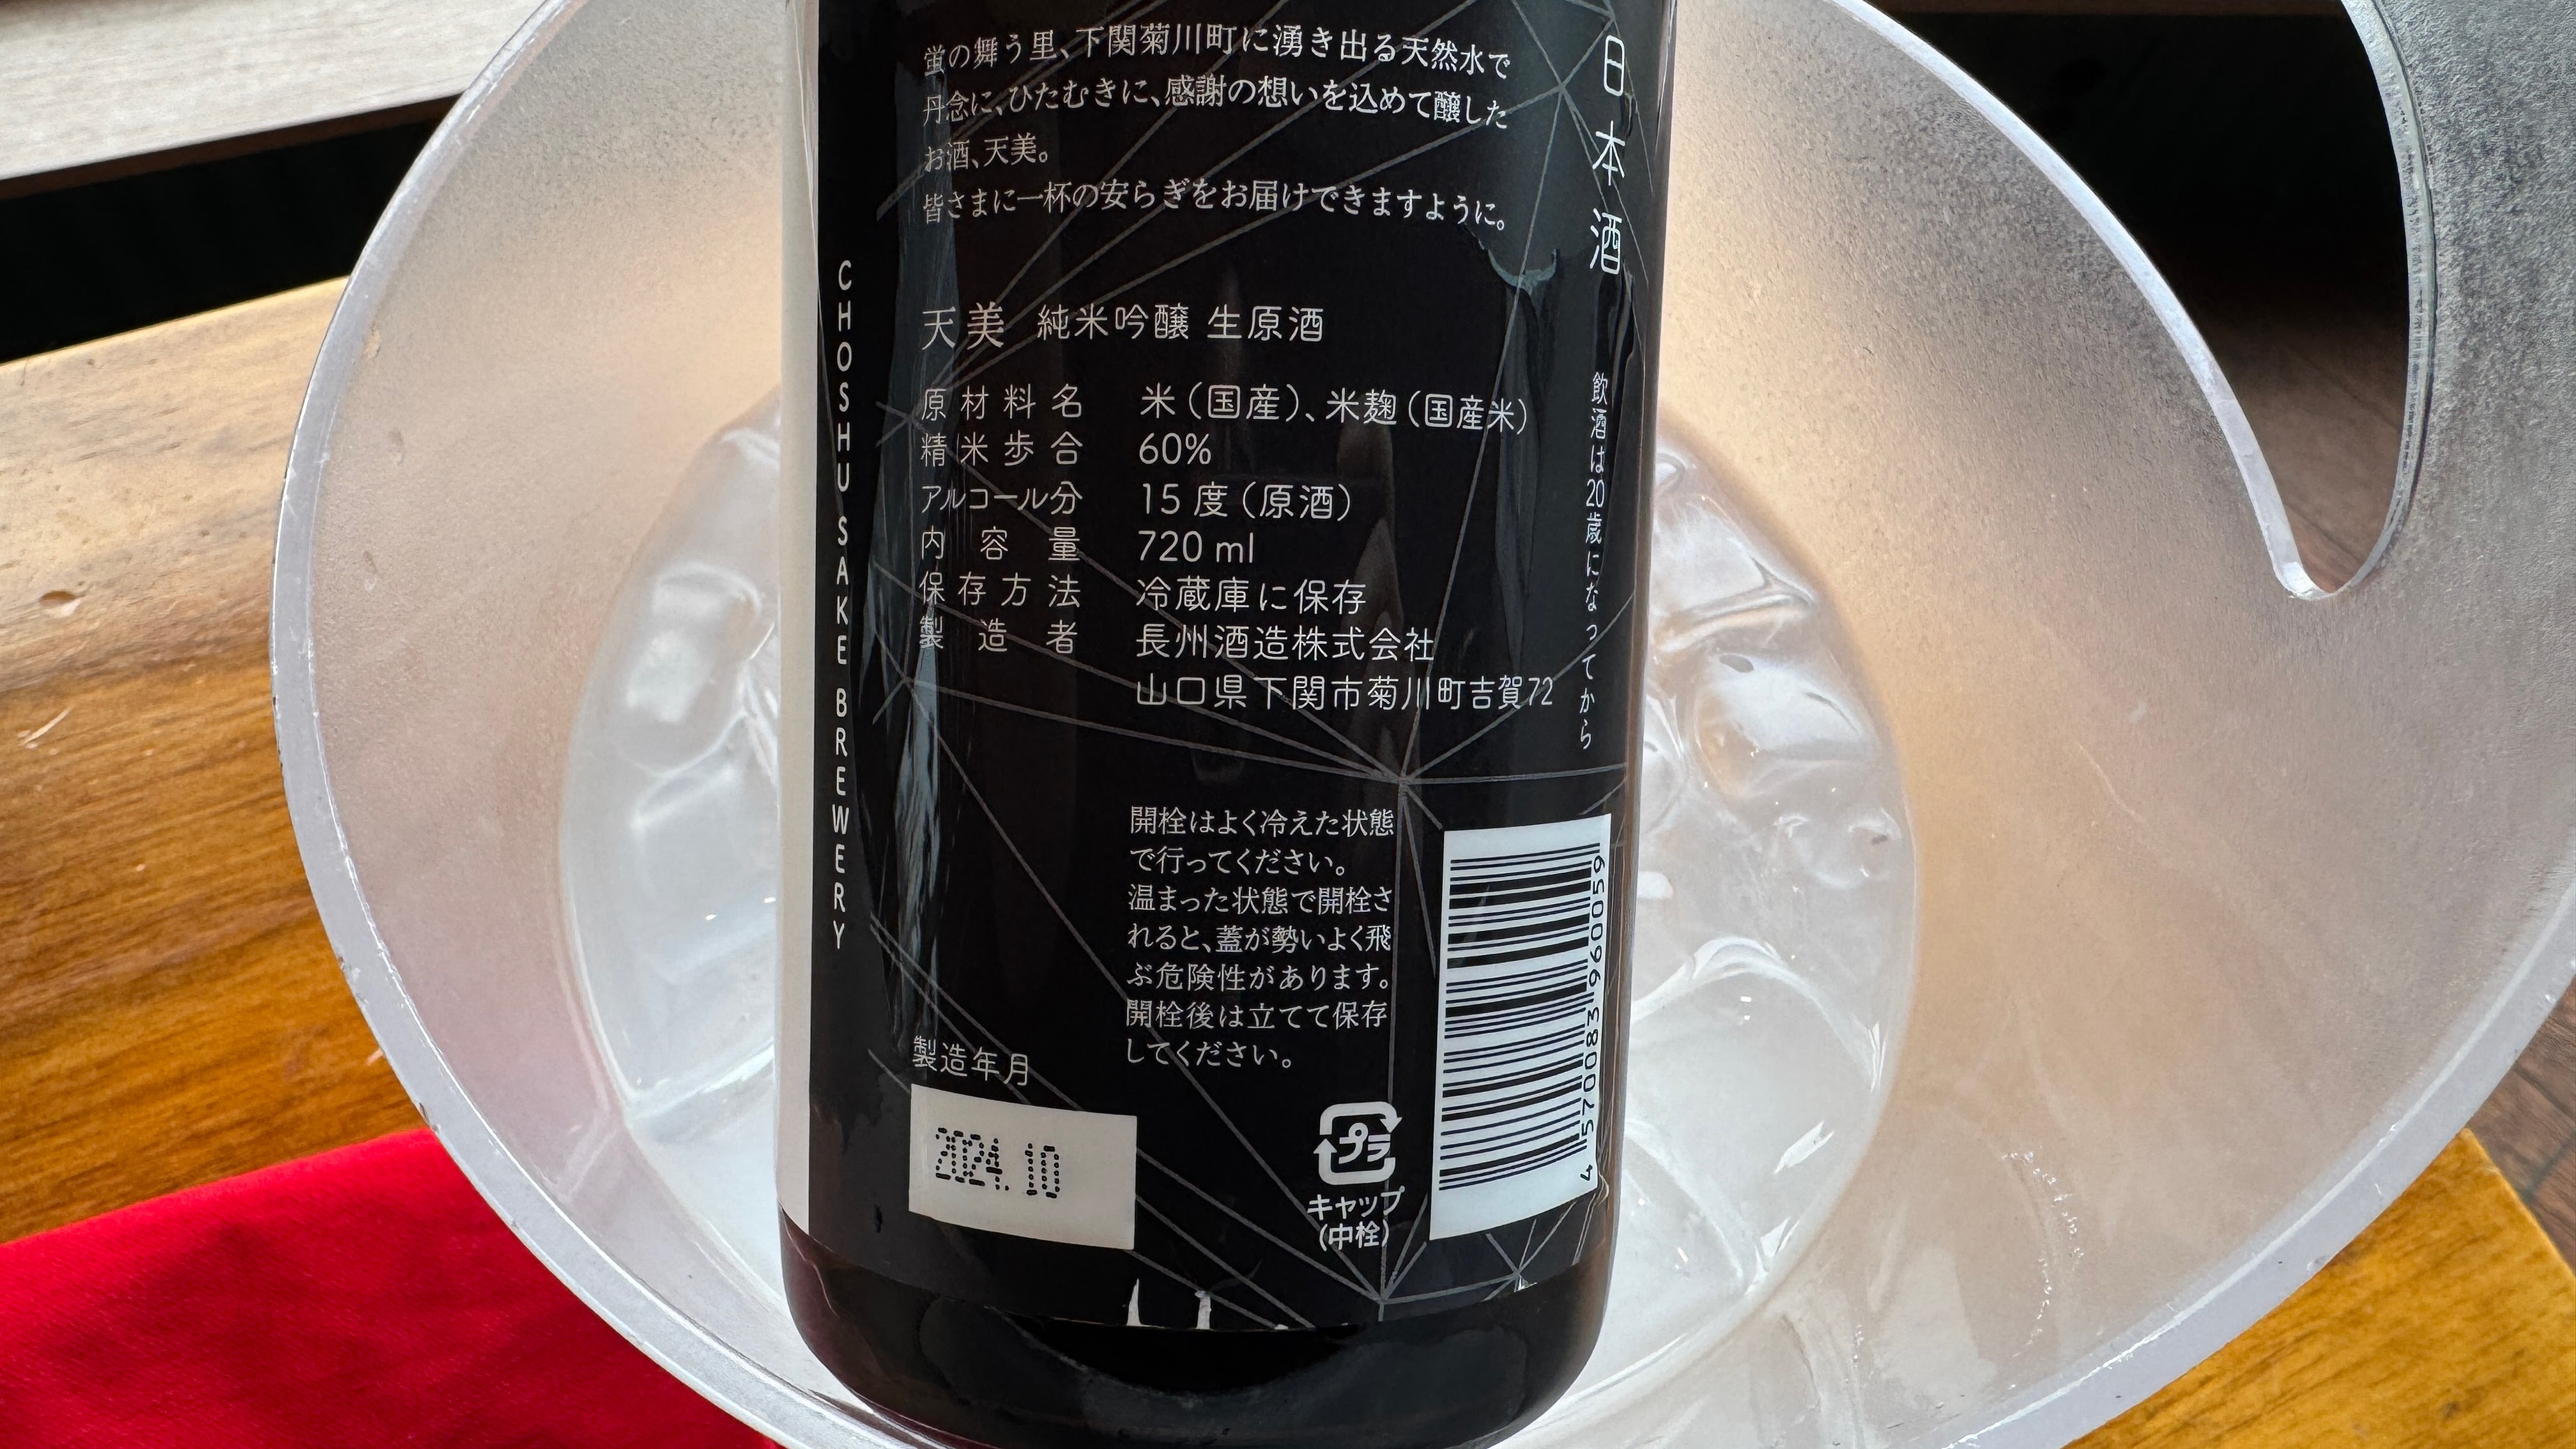 蛍の舞う里、下関菊川町に湧き出る天然水で
丹念に、ひたむきに、感謝の想いを込めて醸した
お酒、天美。
皆さまに一杯の安らぎをお届けできますように。
日本酒
天美 純米吟醸 生原酒
原材料名 米(国産)、米麹(国産米)
精米歩合 60%
アルコール分 15度(原酒)
内容量 720 ml
保存方法 冷蔵庫に保存
製造者 長州酒造株式会社
山口県下関市菊川町吉賀72
飲酒は20歳になってから
CHOSHU SAKE BREWERY
開栓はよく冷えた状態
で行ってください。
温まった状態で開栓さ
れると、蓋が勢いよく飛
ぶ危険性があります。
開栓後は立てて保存
してください。
製造年月
2024.10
プラ
キャップ
(中栓)
4 570083 960059